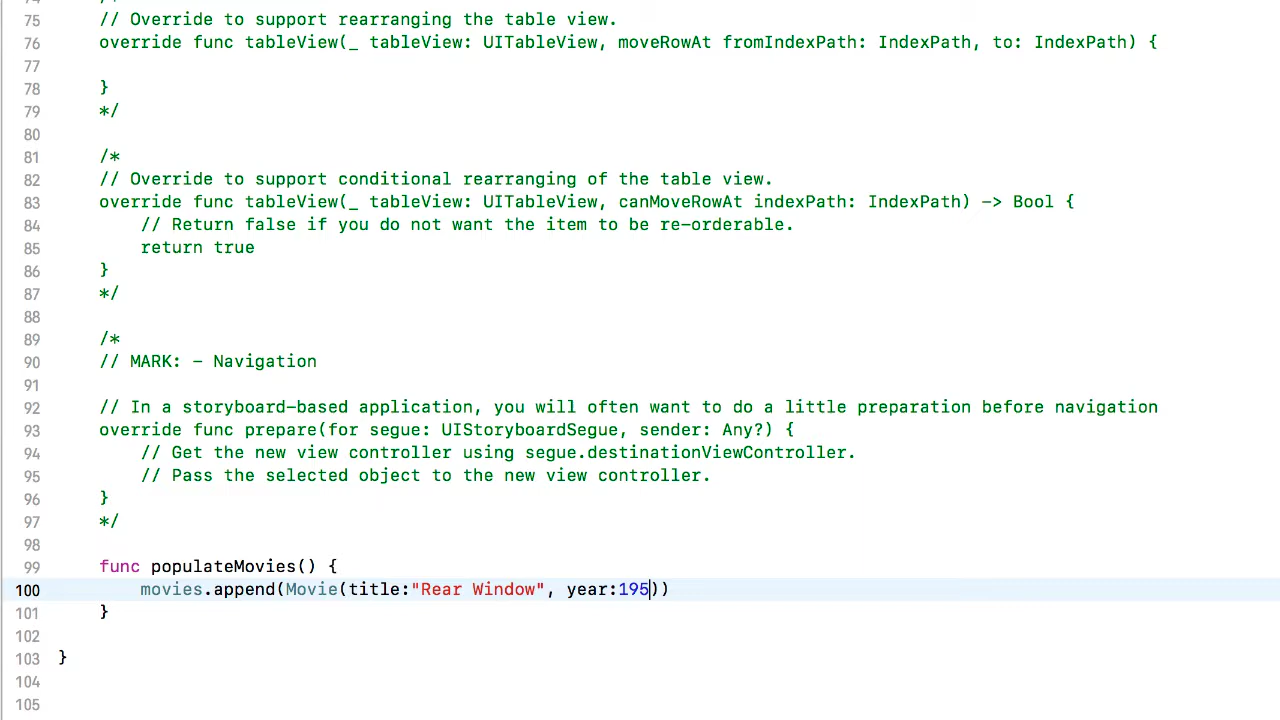 75 // Override to support rearranging the table view.
76 override func tableView(_ tableView: UITableView, moveRowAt fromIndexPath: IndexPath, to: IndexPath) {
77
78 }
79 */
80
81 /*
82 // Override to support conditional rearranging of the table view.
83 override func tableView(_ tableView: UITableView, canMoveRowAt indexPath: IndexPath) -> Bool {
84 // Return false if you do not want the item to be re-orderable.
85 return true
86 }
87 */
88
89 /*
90 // MARK: - Navigation
91
92 // In a storyboard-based application, you will often want to do a little preparation before navigation
93 override func prepare(for segue: UIStoryboardSegue, sender: Any?) {
94 // Get the new view controller using segue.destinationViewController.
95 // Pass the selected object to the new view controller.
96 }
97 */
98
99 func populateMovies() {
100 movies.append(Movie(title:"Rear Window", year:195))
101 }
102
103 }
104
105